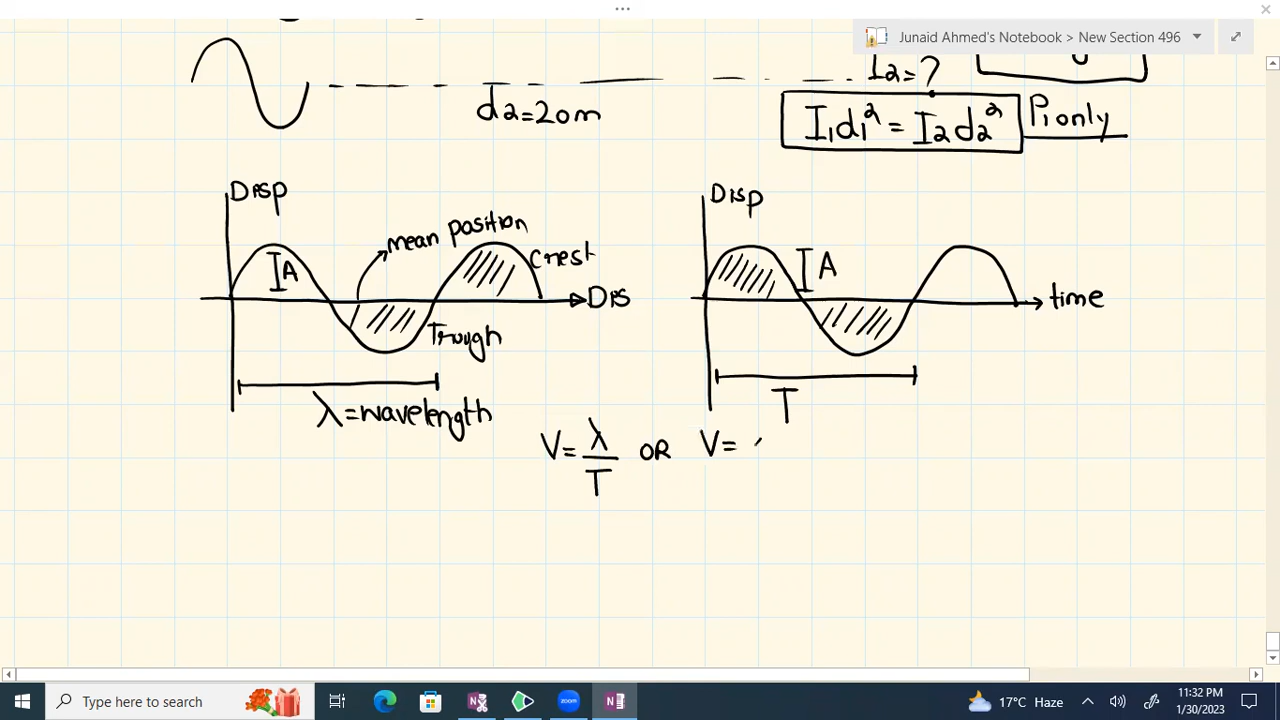 Junaid Ahmed's Notebook > New Section 496
I2=?
d2=20m
I1d1²=I2d2²
P1 only
Disp
Disp
mean position
Crest
A
A
Dis
time
Trough
λ=wavelength
T
V=λ/T OR V=
Type here to search
17°C Haze
11:32 PM
1/30/2023